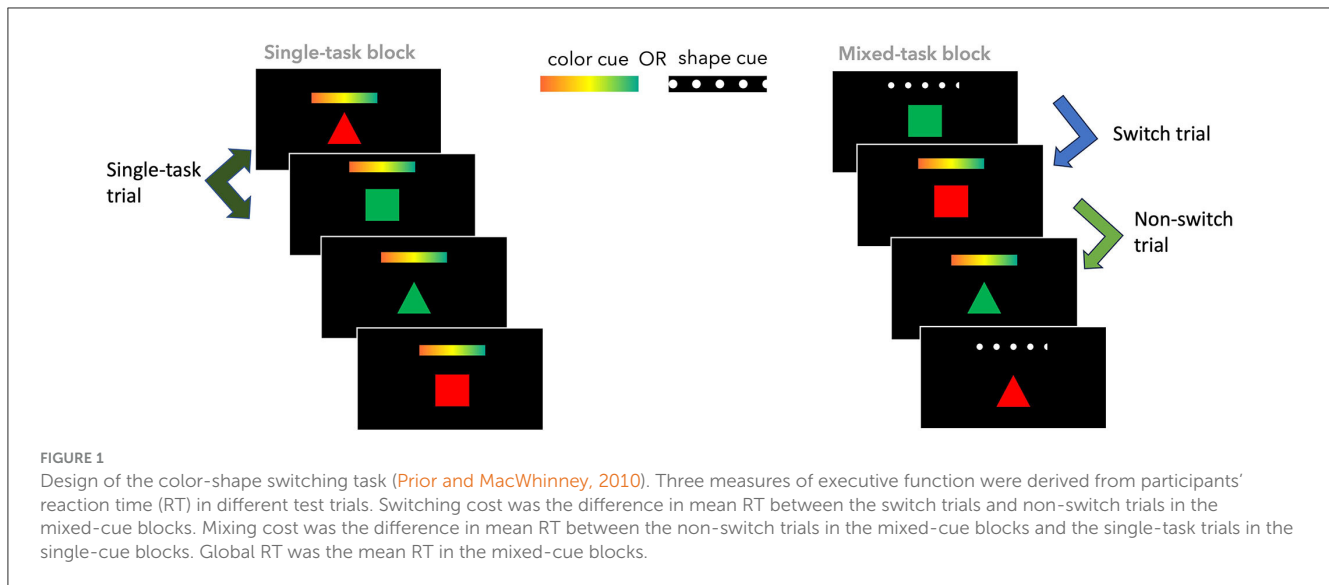 Single-task block
color cue OR shape cue
Mixed-task block
Single-task
trial
Switch trial
Non-switch
trial
FIGURE 1
Design of the color-shape switching task (Prior and MacWhinney, 2010). Three measures of executive function were derived from participants’
reaction time (RT) in different test trials. Switching cost was the difference in mean RT between the switch trials and non-switch trials in the
mixed-cue blocks. Mixing cost was the difference in mean RT between the non-switch trials in the mixed-cue blocks and the single-task trials in the
single-cue blocks. Global RT was the mean RT in the mixed-cue blocks.